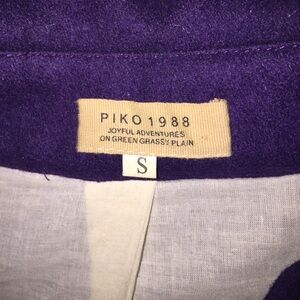 PIKO 1988
JOYFUL ADVENTURES
ON GREEN GRASSY PLAIN
S